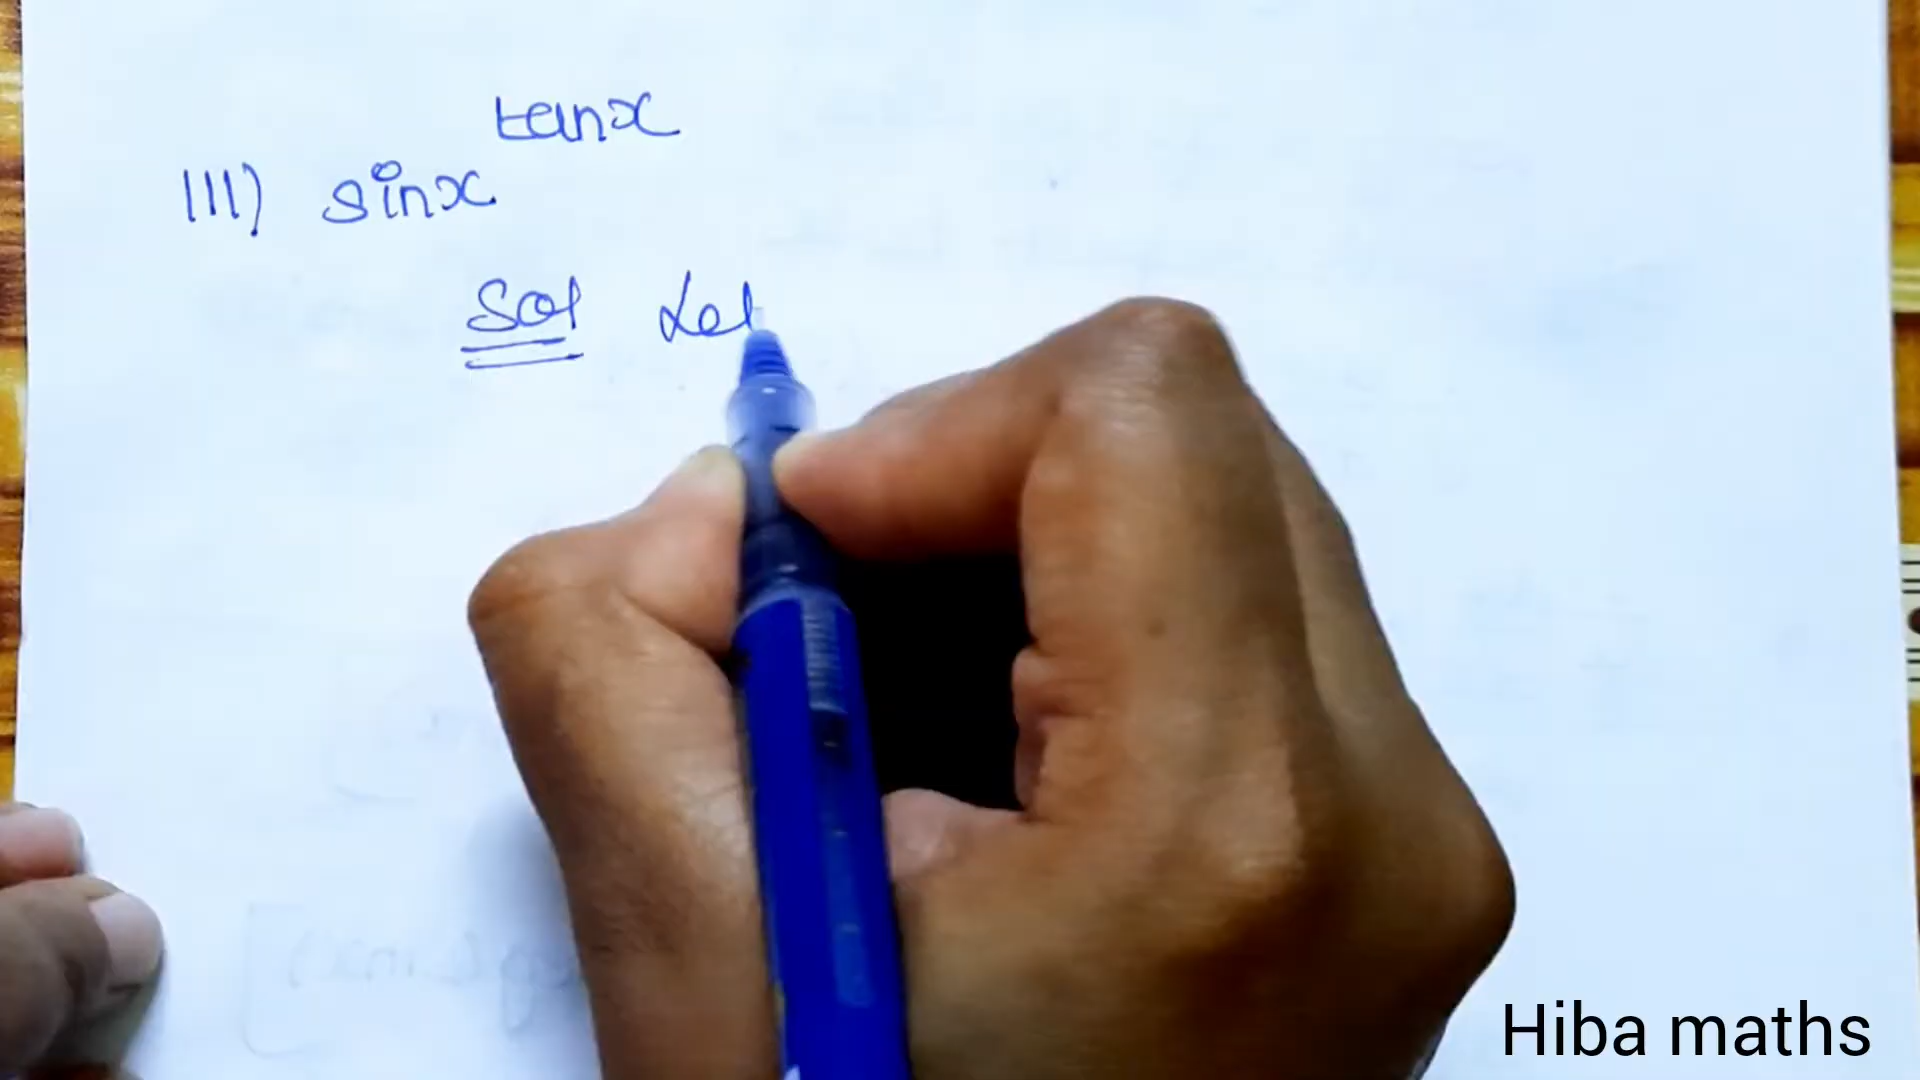 tanx
III) sinx
Sol Let
Hiba maths